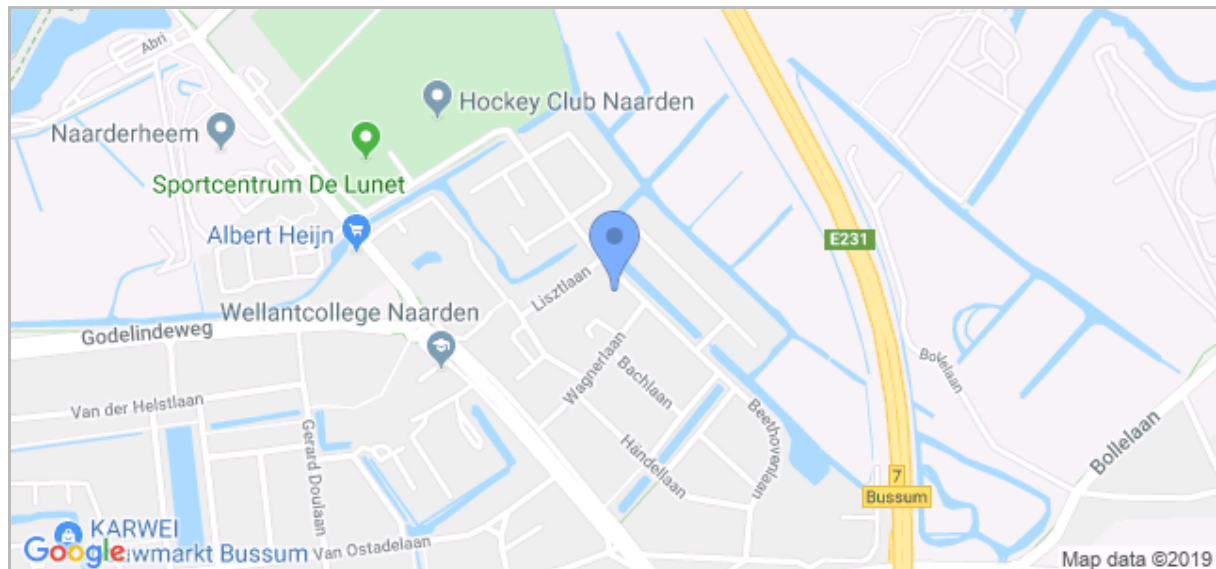 Abri
Hockey Club Naarden
Naarderheem
Sportcentrum De Lunet
Albert Heijn
E231
Lisztlaan
Wellantcollege Naarden
Godelindeweg
Wagnerlaan
Bachlaan
Bollelaan
Van der Helstlaan
Gerard Doulaan
Beethovenlaan
Händellaan
Bollelaan
7
Bussum
KARWEI
Google
uwmarkt Bussum
Van Ostadelaan
Map data ©2019